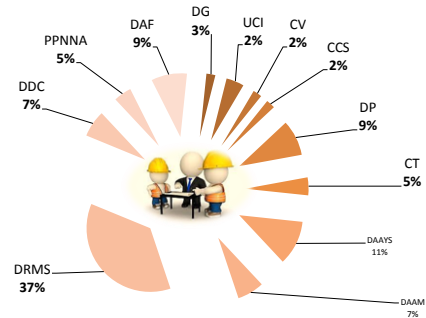 DG
3%
UCI
2%
CV
2%
CCS
2%
DP
9%
CT
5%
DAAYS
11%
DAAM
7%
DRMS
37%
DDC
7%
PPNNA
5%
DAF
9%